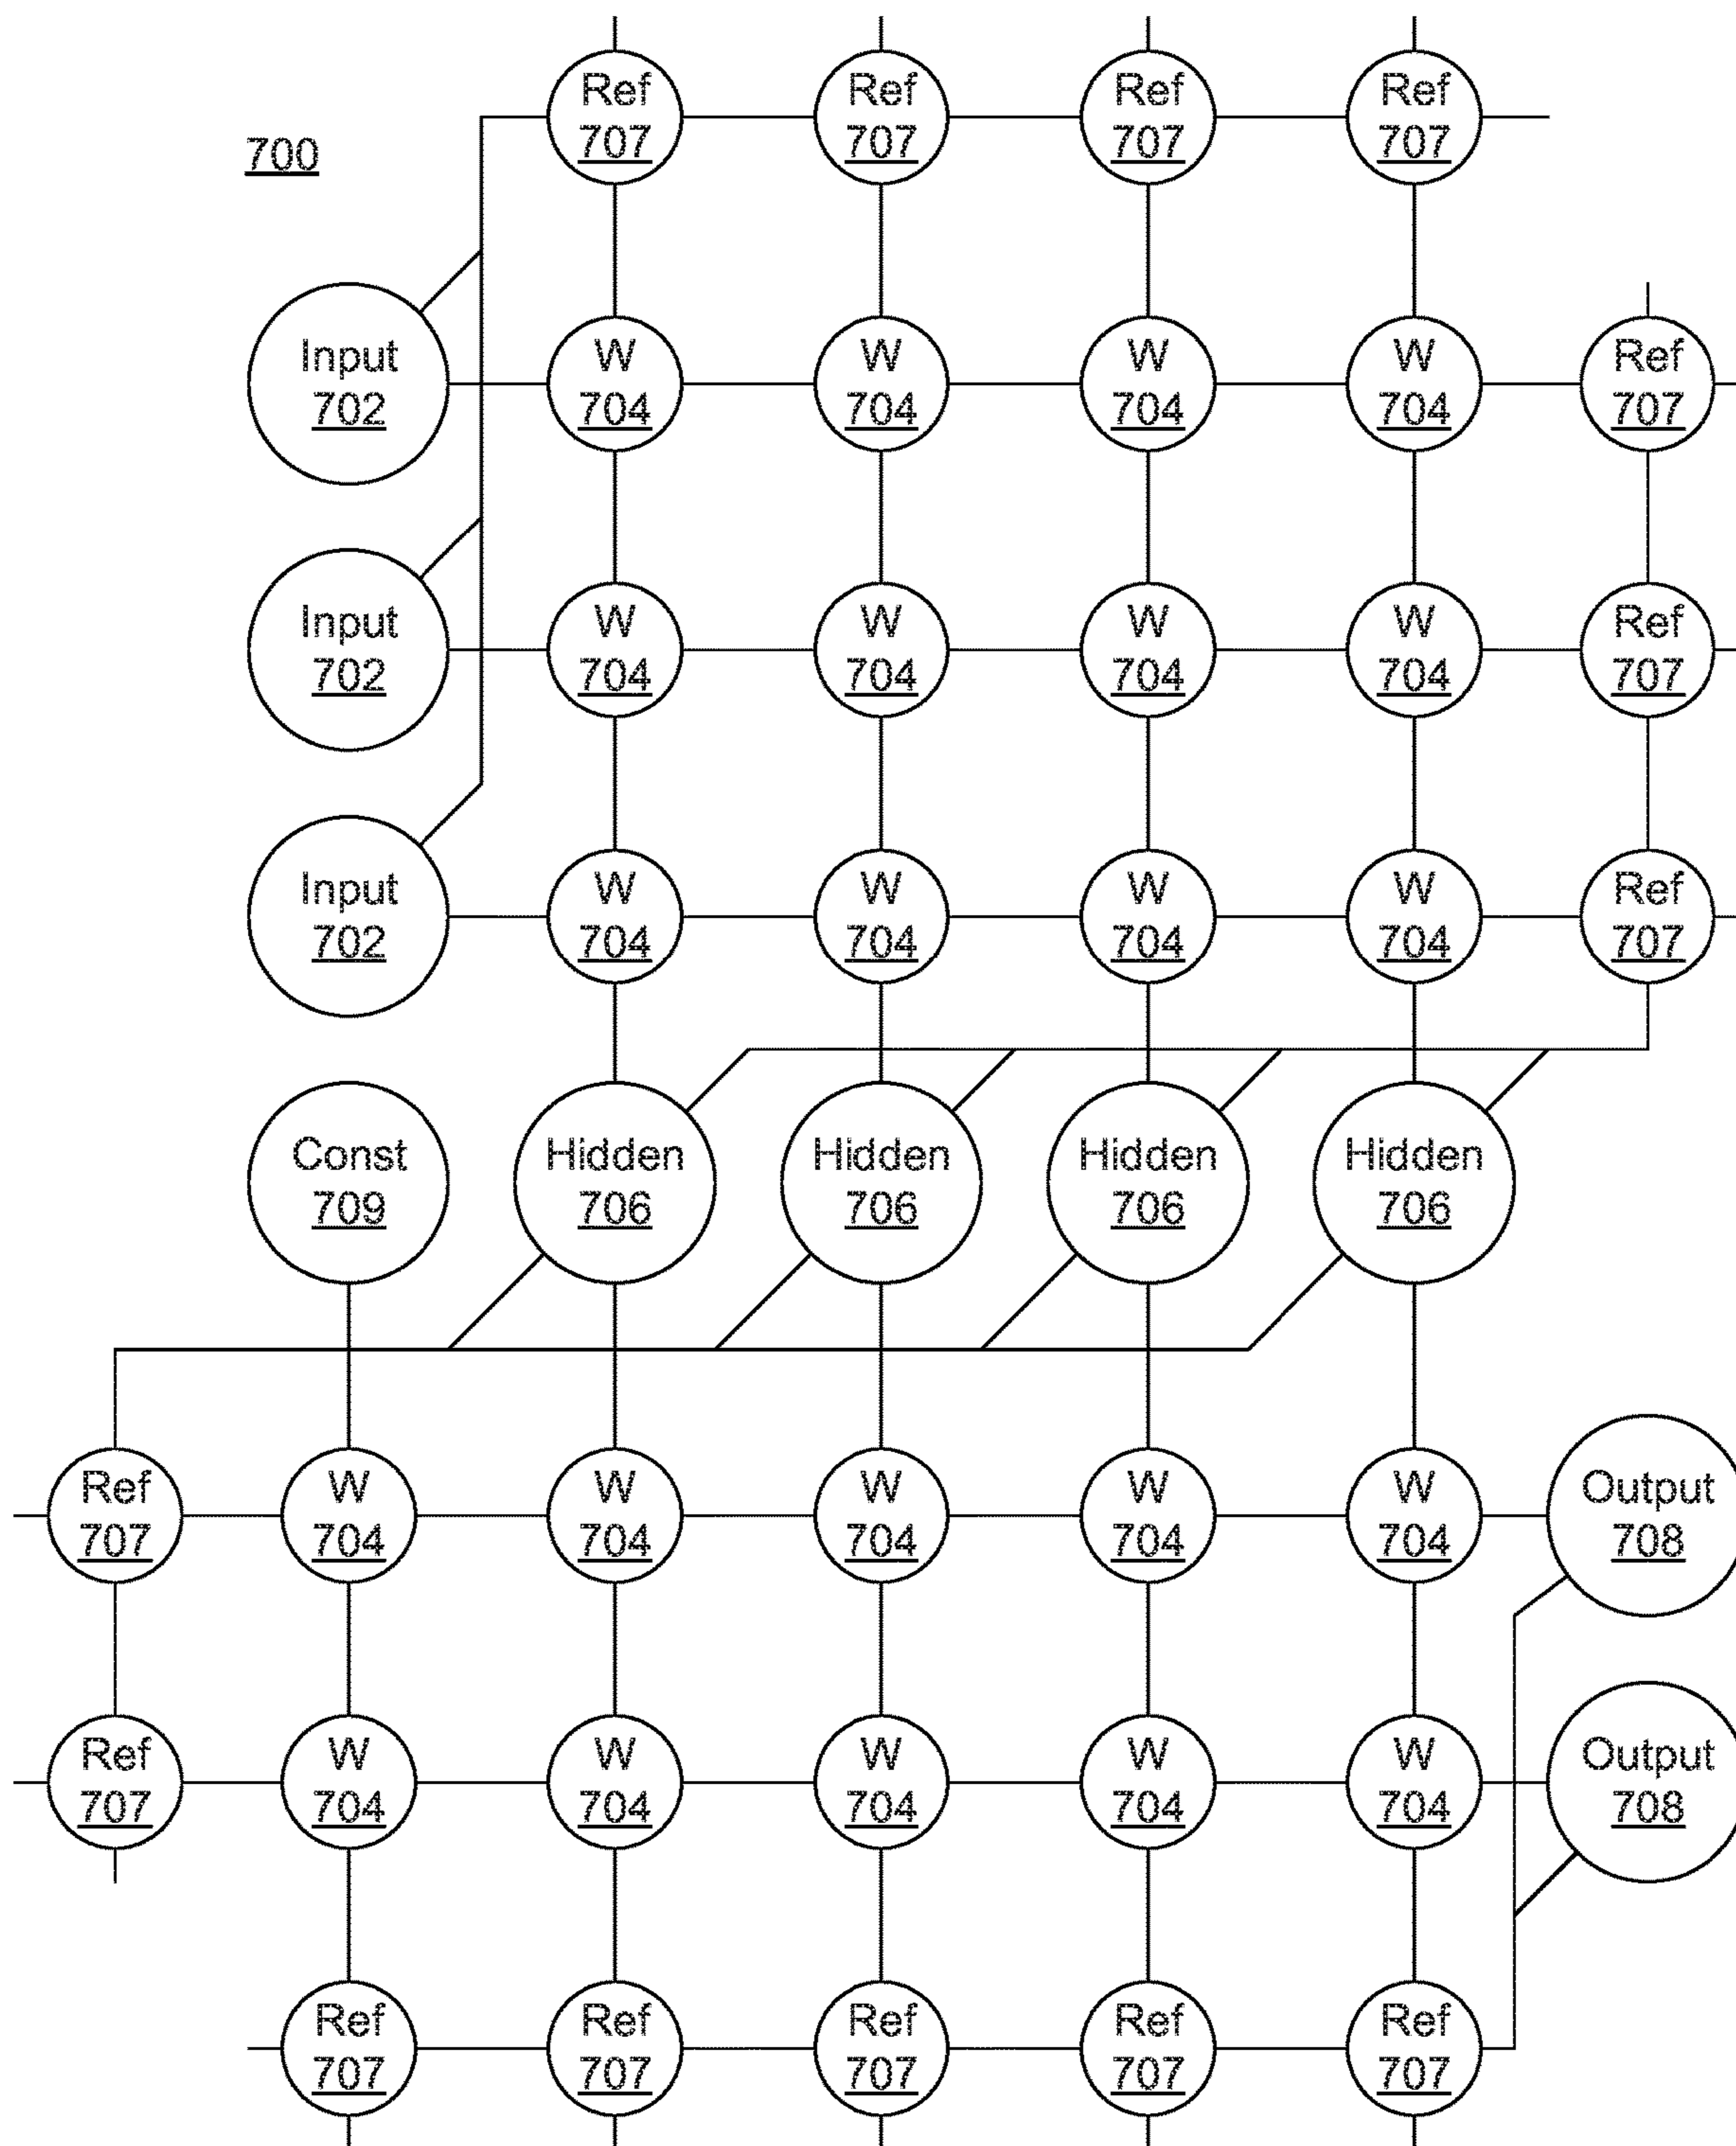 Ref Ref Ref Ref
707 707 707 707
700
Input W W W W Ref
702 704 704 704 704 707
Input W W W W Ref
702 704 704 704 704 707
Input W W W W Ref
702 704 704 704 704 707
Const Hidden Hidden Hidden Hidden
709 706 706 706 706
Ref W W W W W Output
707 704 704 704 704 704 708
Ref W W W W W Output
707 704 704 704 704 704 708
Ref Ref Ref Ref Ref
707 707 707 707 707